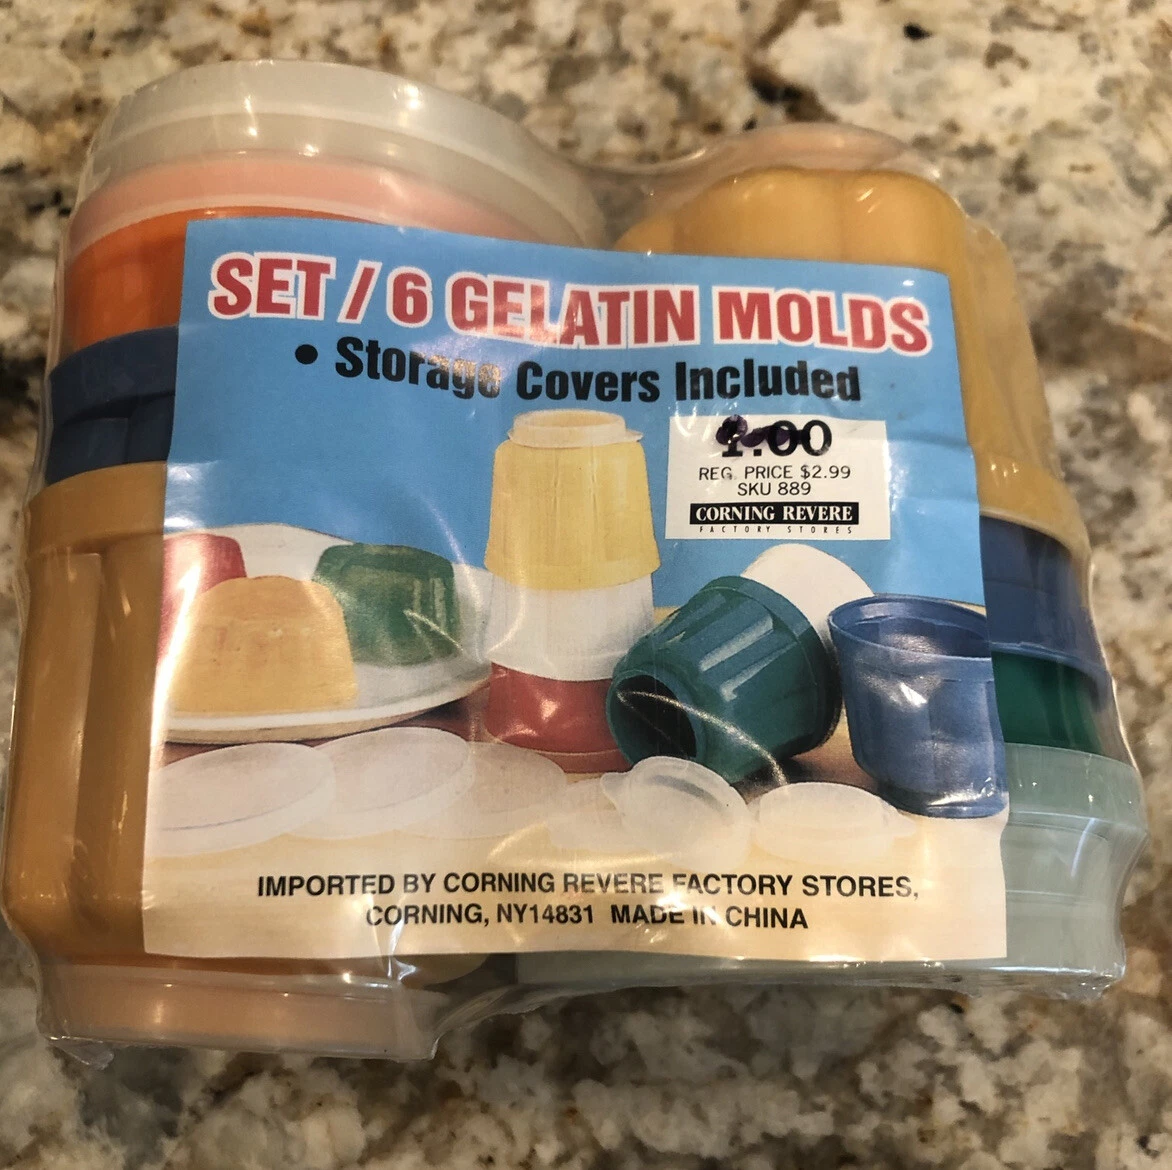 SET / 6 GELATIN MOLDS
• Storage Covers Included
1.00
REG. PRICE $2.99
SKU 889
CORNING REVERE
FACTORY STORES
IMPORTED BY CORNING REVERE FACTORY STORES,
CORNING, NY14831 MADE IN CHINA